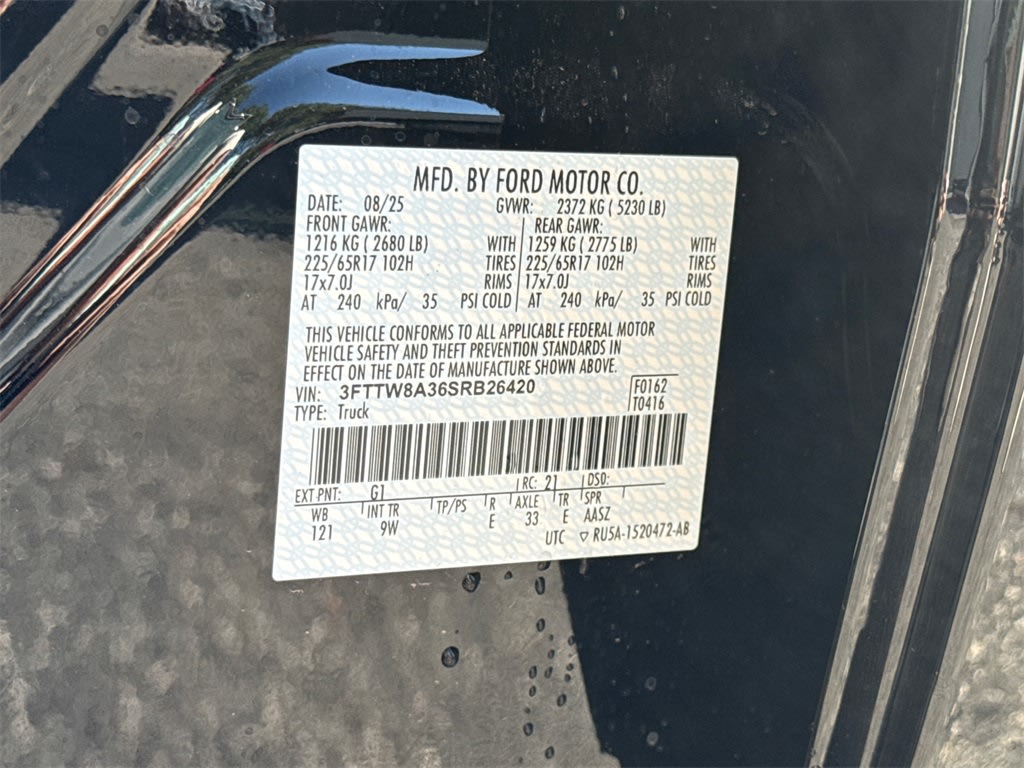 MFD. BY FORD MOTOR CO.
DATE: 08/25 GVWR: 2372 KG ( 5230 LB)
FRONT GAWR: REAR GAWR:
1216 KG ( 2680 LB) WITH 1259 KG ( 2775 LB) WITH
225/65R17 102H TIRES 225/65R17 102H TIRES
17x7.0J RIMS 17x7.0J RIMS
AT 240 kPa/ 35 PSI COLD AT 240 kPa/ 35 PSI COLD
THIS VEHICLE CONFORMS TO ALL APPLICABLE FEDERAL MOTOR
VEHICLE SAFETY AND THEFT PREVENTION STANDARDS IN
EFFECT ON THE DATE OF MANUFACTURE SHOWN ABOVE.
VIN: 3FTTW8A36SRB26420 F0162
TYPE: Truck T0416
EXT PNT: G1 RC: 21 DSO:
WB INT TR TP/PS R AXLE TR SPR
121 9W E 33 E AASZ
UTC ▽ RU5A-1520472-AB